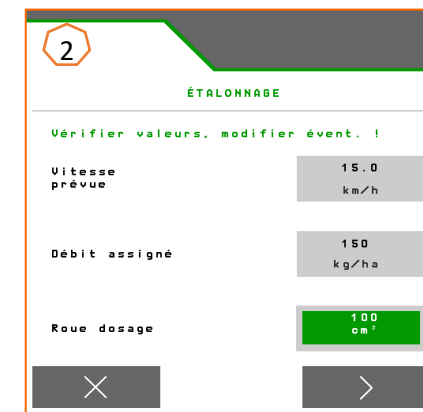 2
ÉTALONNAGE
Vérifier valeurs, modifier évent. !
Vitesse
prévue
15.0
km/h
Débit assigné
150
kg/ha
Roue dosage
100
cm³